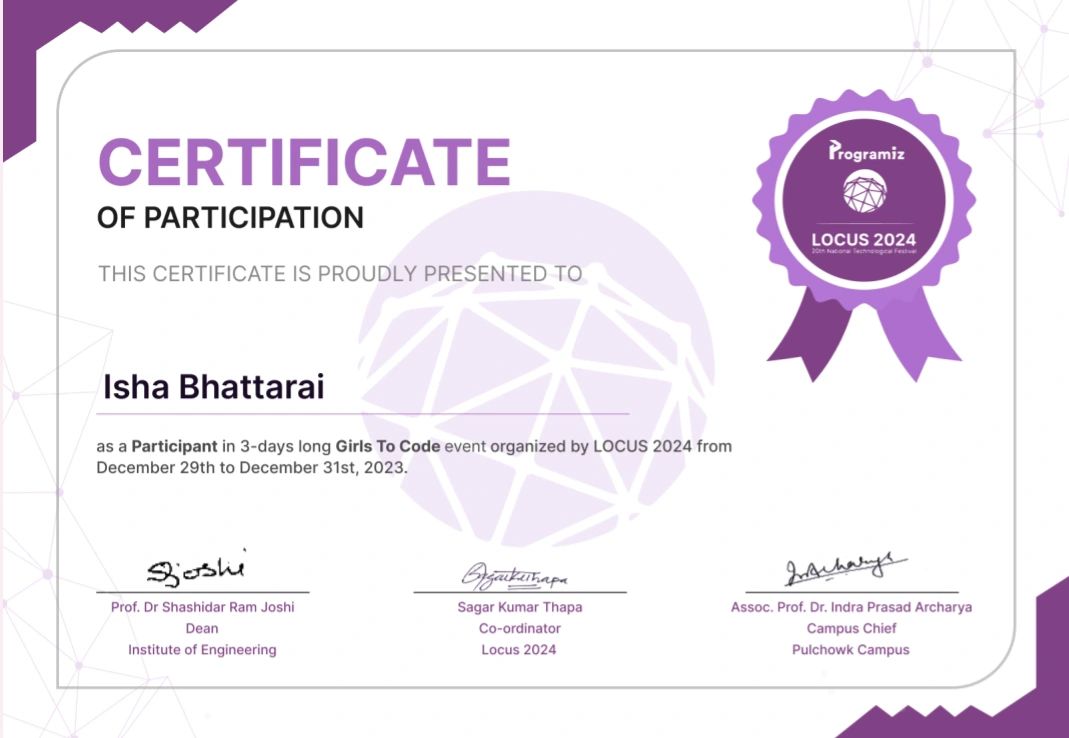 CERTIFICATE
OF PARTICIPATION
THIS CERTIFICATE IS PROUDLY PRESENTED TO
Programiz
LOCUS 2024
20th National Technological Festival
Isha Bhattarai
as a Participant in 3-days long Girls To Code event organized by LOCUS 2024 from
December 29th to December 31st, 2023.
SJoshi
Prof. Dr Shashidar Ram Joshi
Dean
Institute of Engineering
Sagar Kumar Thapa
Co-ordinator
Locus 2024
Assoc. Prof. Dr. Indra Prasad Archarya
Campus Chief
Pulchowk Campus